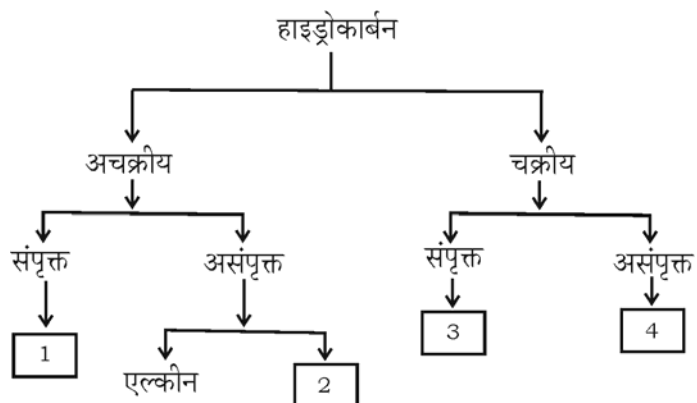 हाइड्रोकार्बन
अचक्रीय चक्रीय
संपृक्त असंपृक्त संपृक्त असंपृक्त
1 एल्कीन 2 3 4